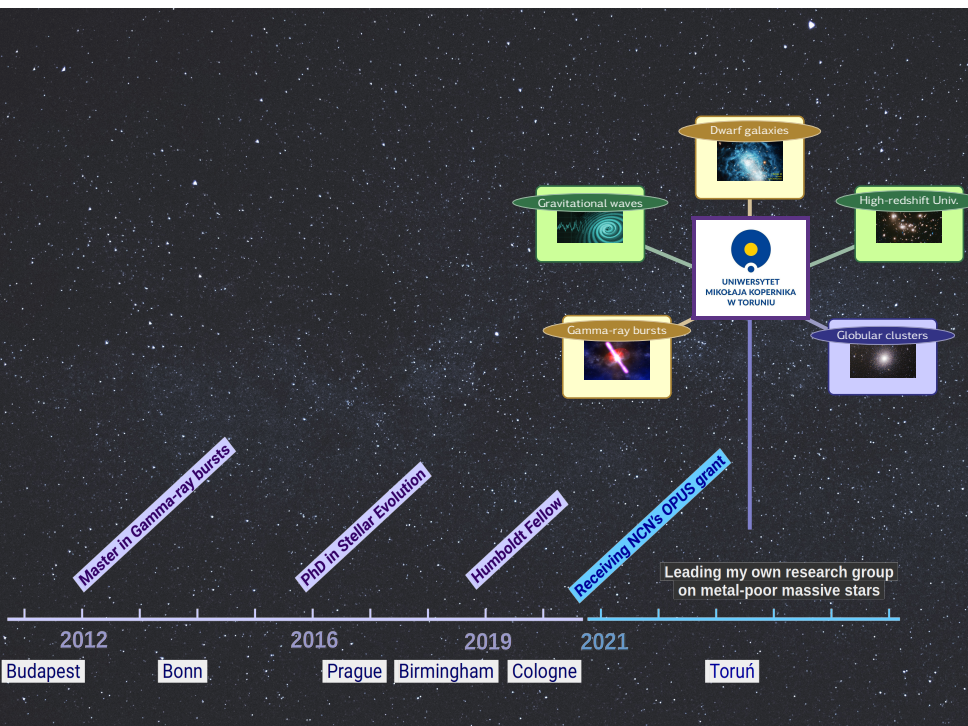 Dwarf galaxies
Gravitational waves
High-redshift Univ.
UNIWERSYTET
MIKOŁAJA KOPERNIKA
W TORUNIU
Gamma-ray bursts
Globular clusters
Master in Gamma-ray bursts
PhD in Stellar Evolution
Humboldt Fellow
Receiving NCN's OPUS grant
Leading my own research group
on metal-poor massive stars
2012
2016
2019
2021
Budapest
Bonn
Prague
Birmingham
Cologne
Toruń